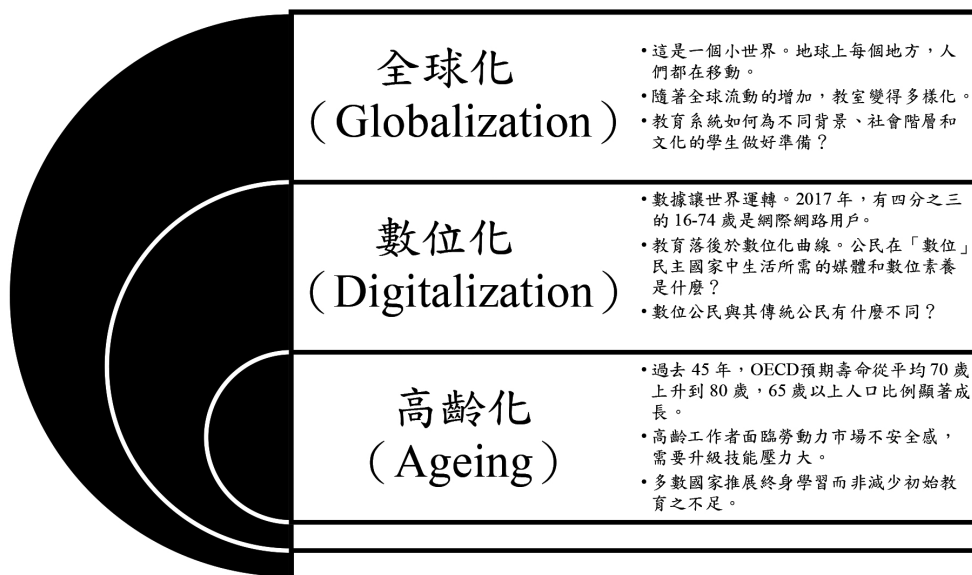 全球化
（Globalization）
•這是一個小世界。地球上每個地方，人
們都在移動。
•隨著全球流動的增加，教室變得多樣化。
•教育系統如何為不同背景、社會階層和
文化的學生做好準備？
數位化
（Digitalization）
•數據讓世界運轉。2017 年，有四分之三
的 16-74 歲是網際網路用戶。
•教育落後於數位化曲線。公民在「數位」
民主國家中生活所需的媒體和數位素養
是什麼？
•數位公民與其傳統公民有什麼不同？
高齡化
（Ageing）
•過去 45 年，OECD預期壽命從平均 70 歲
上升到 80 歲，65 歲以上人口比例顯著成
長。
•高齡工作者面臨勞動力市場不安全感，
需要升級技能壓力大。
•多數國家推展終身學習而非減少初始教
育之不足。